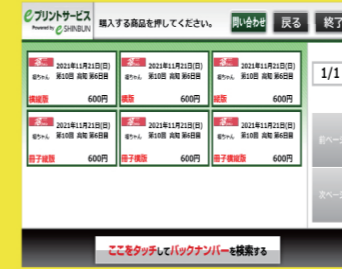 eプリントサービス
Powered by e-SHINBUN
購入する商品を押してください。
問い合わせ
戻る
終了
2021年11月21日(日)
第10回 高知 第6日目
横縦版 600円
2021年11月21日(日)
第10回 高知 第6日目
横版 600円
2021年11月21日(日)
第10回 高知 第6日目
縦版 600円
1/1
2021年11月21日(日)
第10回 高知 第6日目
冊子縦版 600円
2021年11月21日(日)
第10回 高知 第6日目
冊子横版 600円
2021年11月21日(日)
第10回 高知 第6日目
冊子横縦版 600円
前ページ
次ページ
ここをタッチしてバックナンバーを検索する